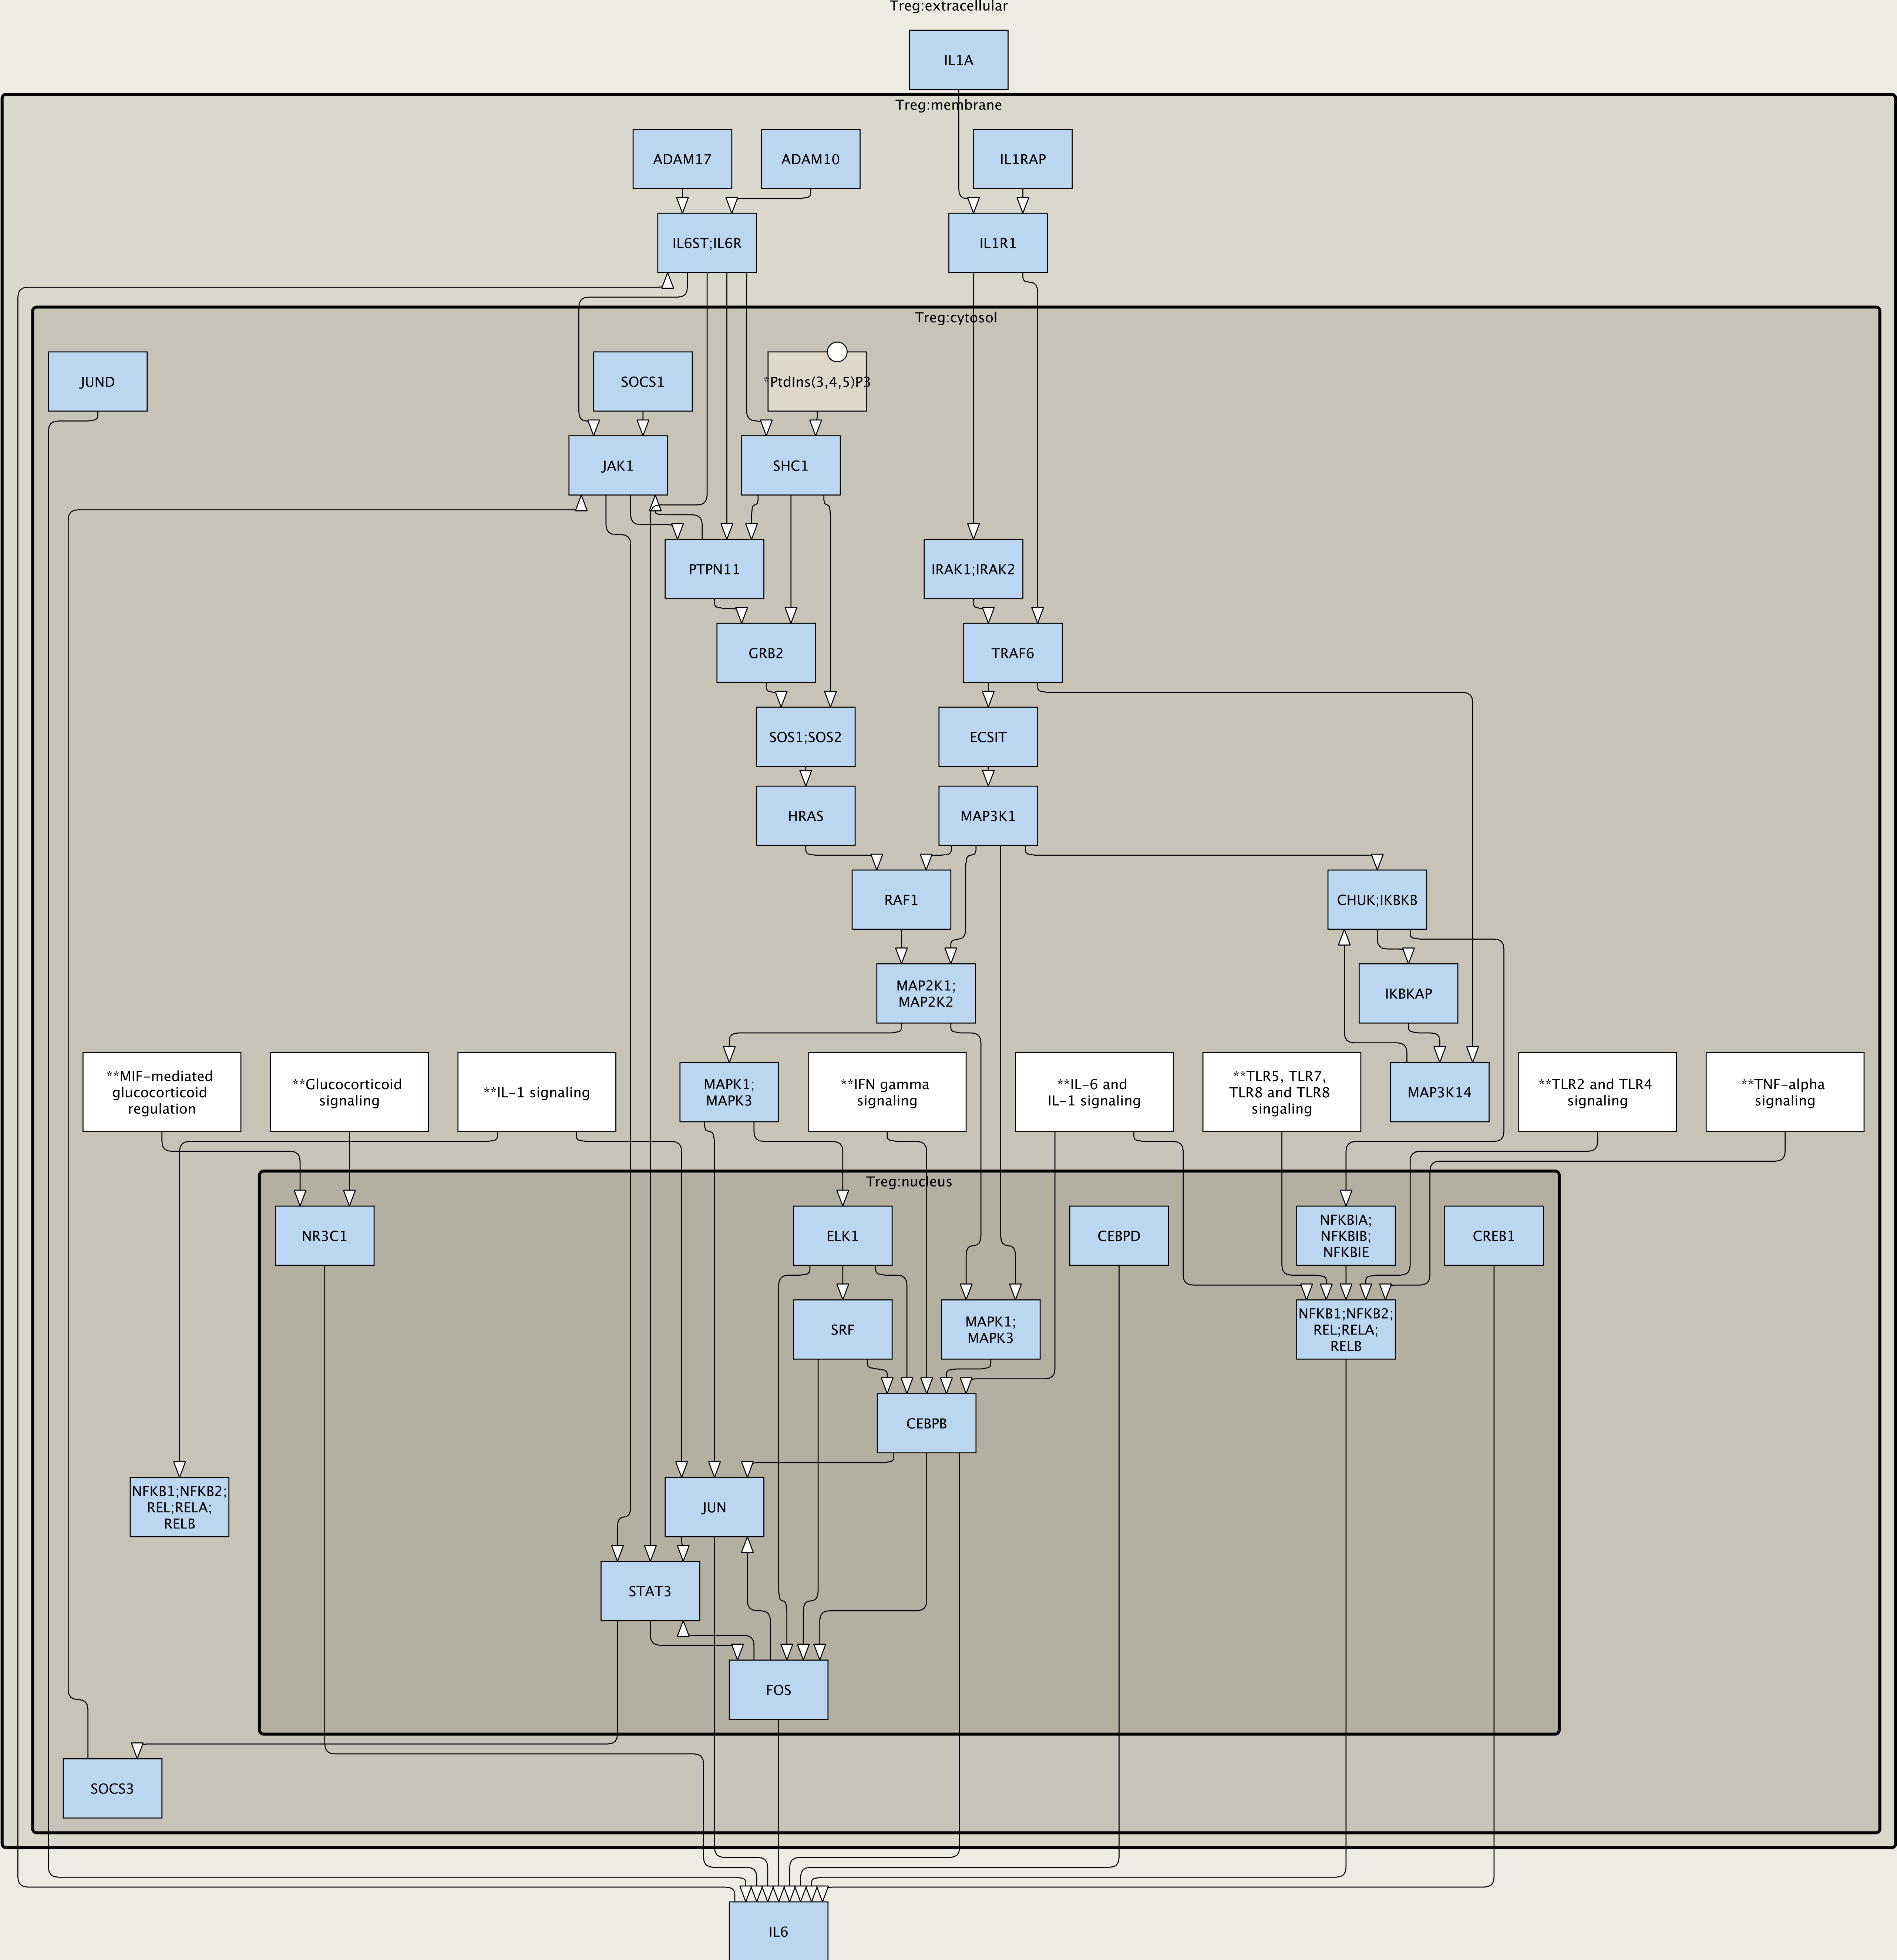 Treg:extracellular
IL1A
Treg:membrane
ADAM17
ADAM10
IL1RAP
IL6ST;IL6R
IL1R1
Treg:cytosol
JUND
SOCS1
*PtdIns(3,4,5)P3
JAK1
SHC1
PTPN11
IRAK1;IRAK2
GRB2
TRAF6
SOS1;SOS2
ECSIT
HRAS
MAP3K1
RAF1
CHUK;IKBKB
MAP2K1;
MAP2K2
IKBKAP
**MIF-mediated
glucocorticoid
regulation
**Glucocorticoid
signaling
**IL-1 signaling
MAPK1;
MAPK3
**IFN gamma
signaling
**IL-6 and
IL-1 signaling
**TLR5, TLR7,
TLR8 and TLR8
singaling
MAP3K14
**TLR2 and TLR4
signaling
**TNF-alpha
signaling
Treg:nucleus
NR3C1
ELK1
CEBPD
NFKBIA;
NFKBIB;
NFKBIE
CREB1
SRF
MAPK1;
MAPK3
NFKB1;NFKB2;
REL;RELA;
RELB
CEBPB
NFKB1;NFKB2;
REL;RELA;
RELB
JUN
STAT3
FOS
SOCS3
IL6